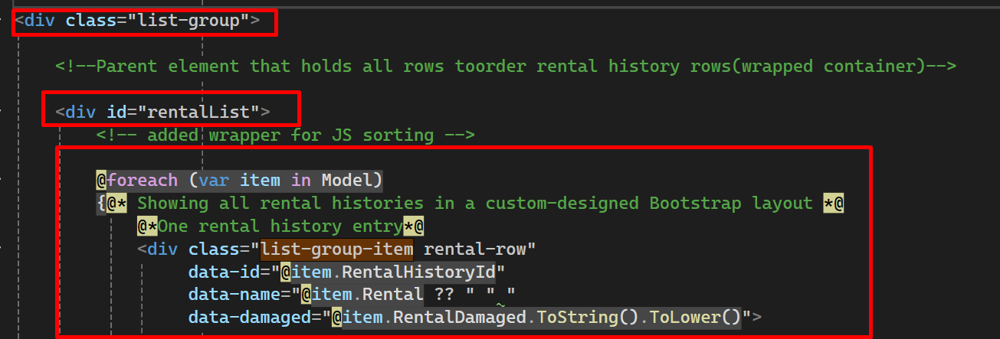 <div class="list-group">
<!--Parent element that holds all rows toorder rental history rows(wrapped container)-->
<div id="rentalList">
<!-- added wrapper for JS sorting -->
@foreach (var item in Model)
{@* Showing all rental histories in a custom-designed Bootstrap layout *@
@*One rental history entry*@
<div class="list-group-item rental-row"
data-id="@item.RentalHistoryId"
data-name="@item.Rental ?? " " "
data-damaged="@item.RentalDamaged.ToString().ToLower()">